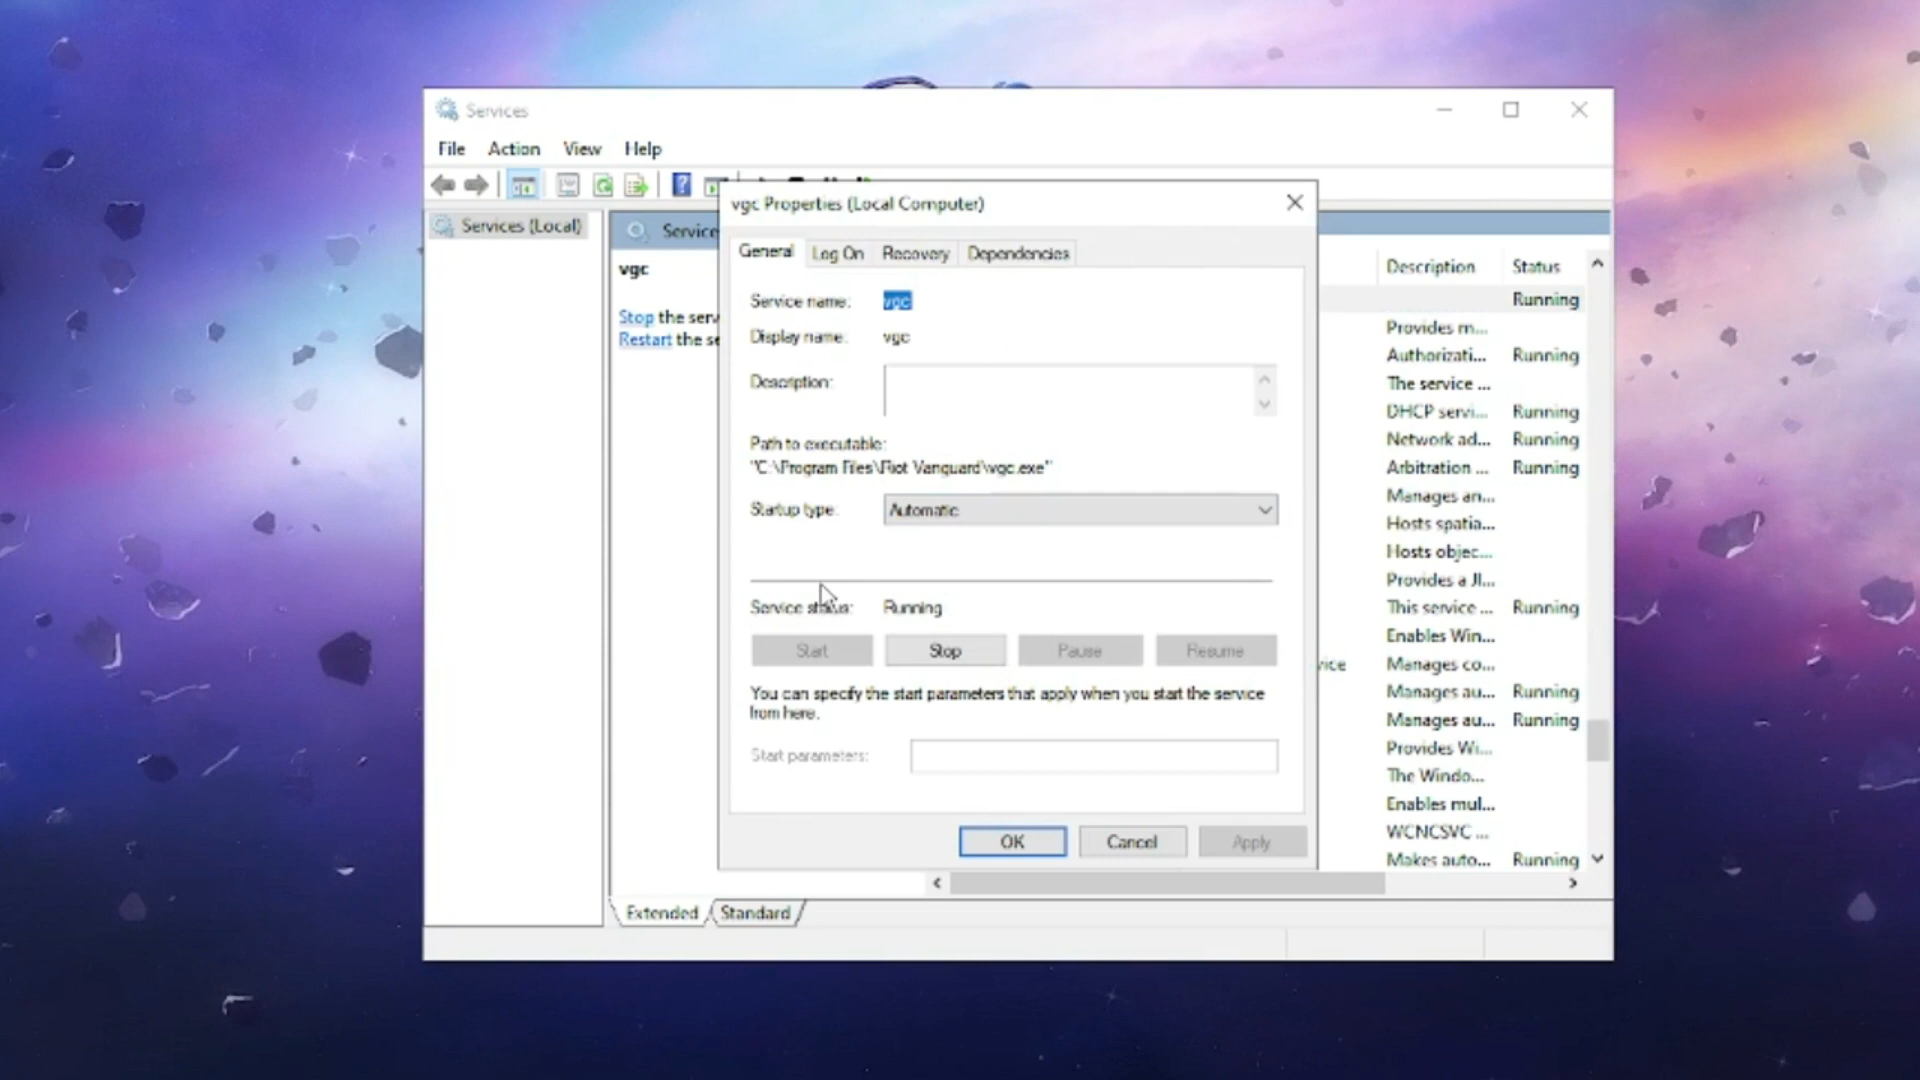 Services
File Action View Help
Services (Local)
Service
vgc
Stop the serv
Restart the se
vgc Properties (Local Computer)
General Log On Recovery Dependencies
Service name: vgc
Display name: vgc
Description:
Path to executable:
"C:\Program Files\Riot Vanguard\vgc.exe"
Startup type: Automatic
Service status: Running
Start Stop Pause Resume
You can specify the start parameters that apply when you start the service
from here.
Start parameters:
OK Cancel Apply
Description Status
Running
Provides m...
Authorizati... Running
The service ...
DHCP servi... Running
Network ad... Running
Arbitration ... Running
Manages an...
Hosts spatia...
Hosts objec...
Provides a JI...
This service ... Running
Enables Win...
vice Manages co...
Manages au... Running
Manages au... Running
Provides Wi...
The Windo...
Enables mul...
WCNCSVC ...
Makes auto... Running
Extended Standard